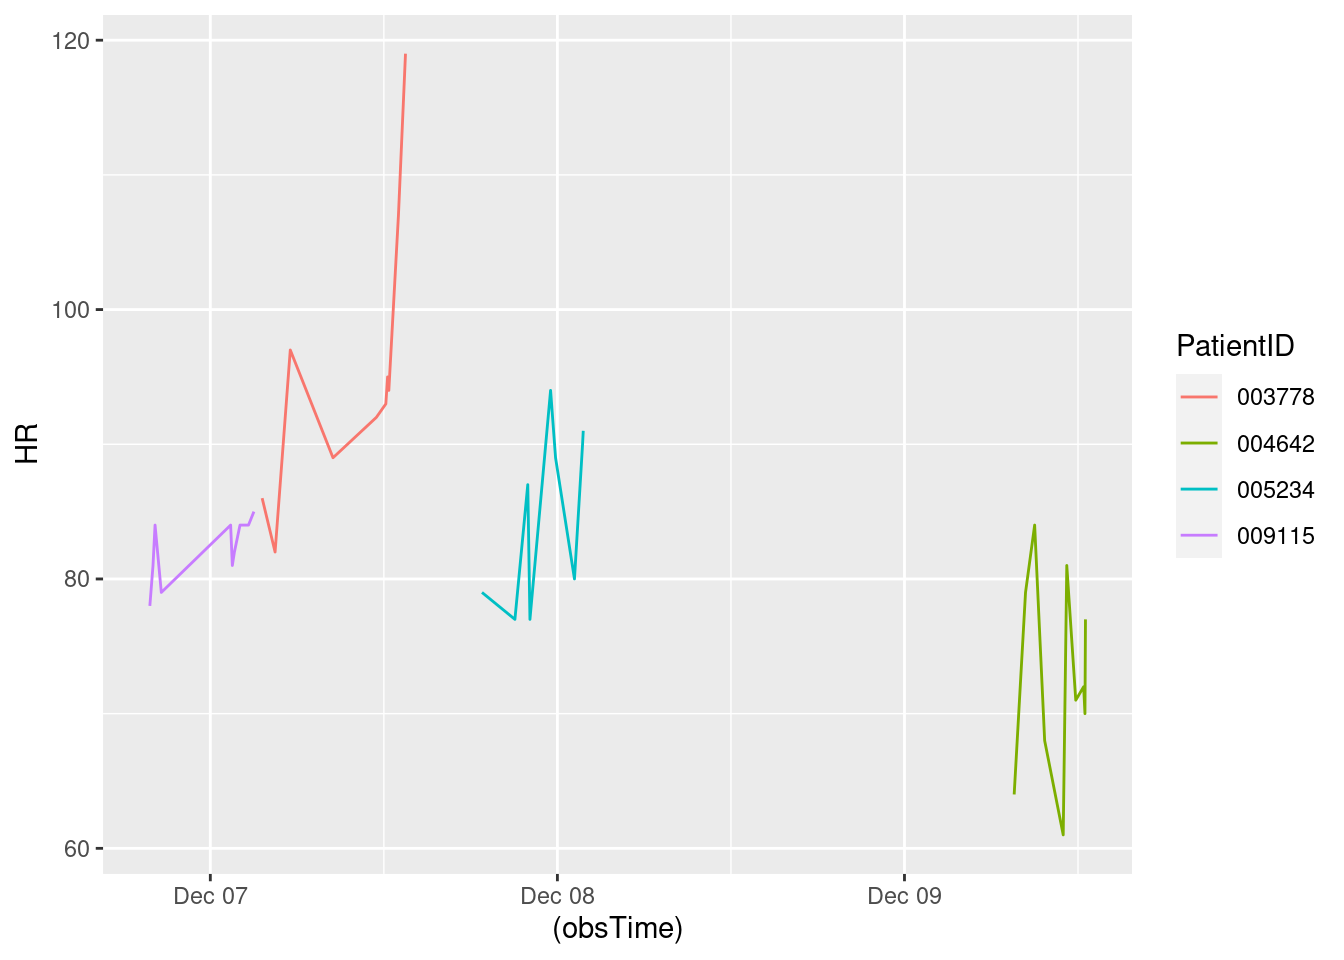 120
100
80
60
HR
Dec 07
Dec 08
Dec 09
(obsTime)
PatientID
003778
004642
005234
009115